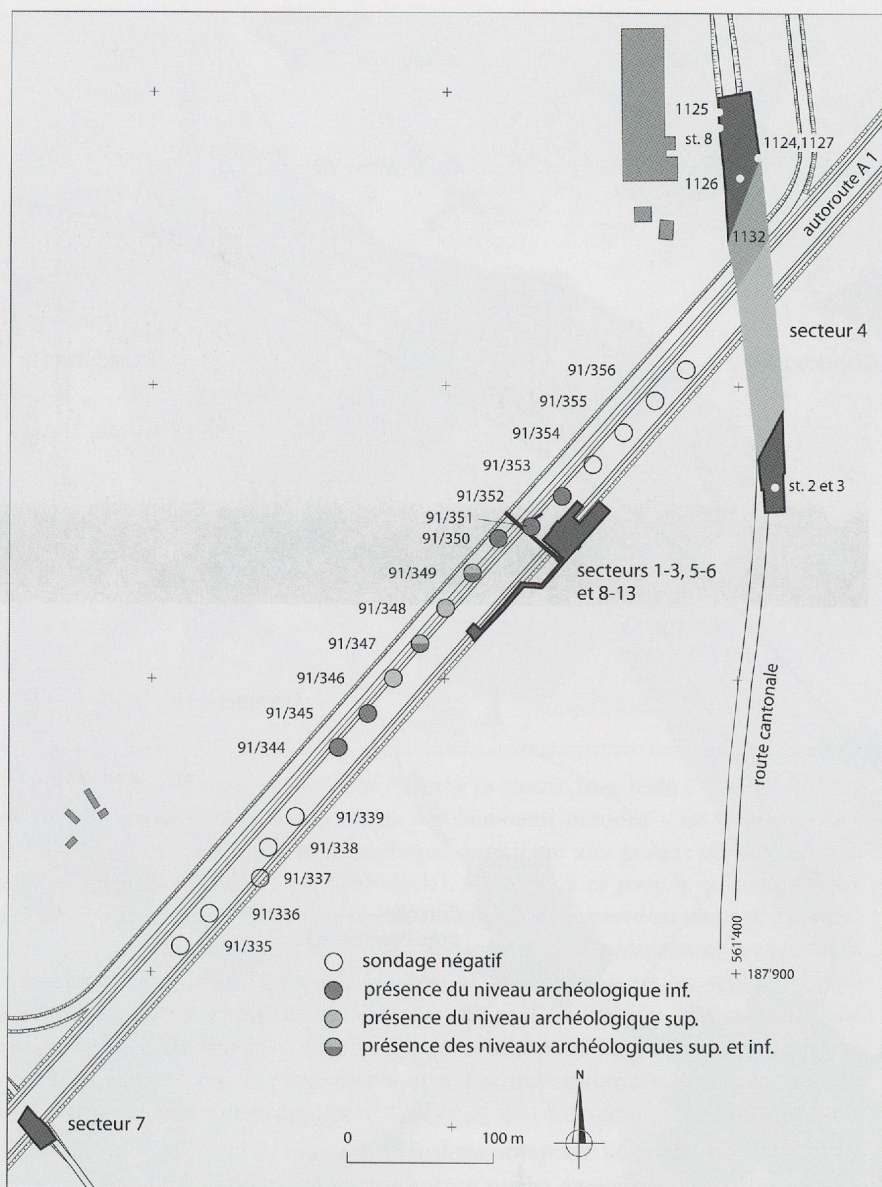 1125
st. 8
1124,1127
1126
1132
autoroute A 1
secteur 4
91/356
91/355
91/354
91/353
91/352
91/351
91/350
st. 2 et 3
secteurs 1-3, 5-6
et 8-13
91/349
91/348
91/347
91/346
91/345
91/344
route cantonale
91/339
91/338
91/337
91/336
91/335
561'400
187'900
sondage négatif
présence du niveau archéologique inf.
présence du niveau archéologique sup.
présence des niveaux archéologiques sup. et inf.
secteur 7
N
0 100 m